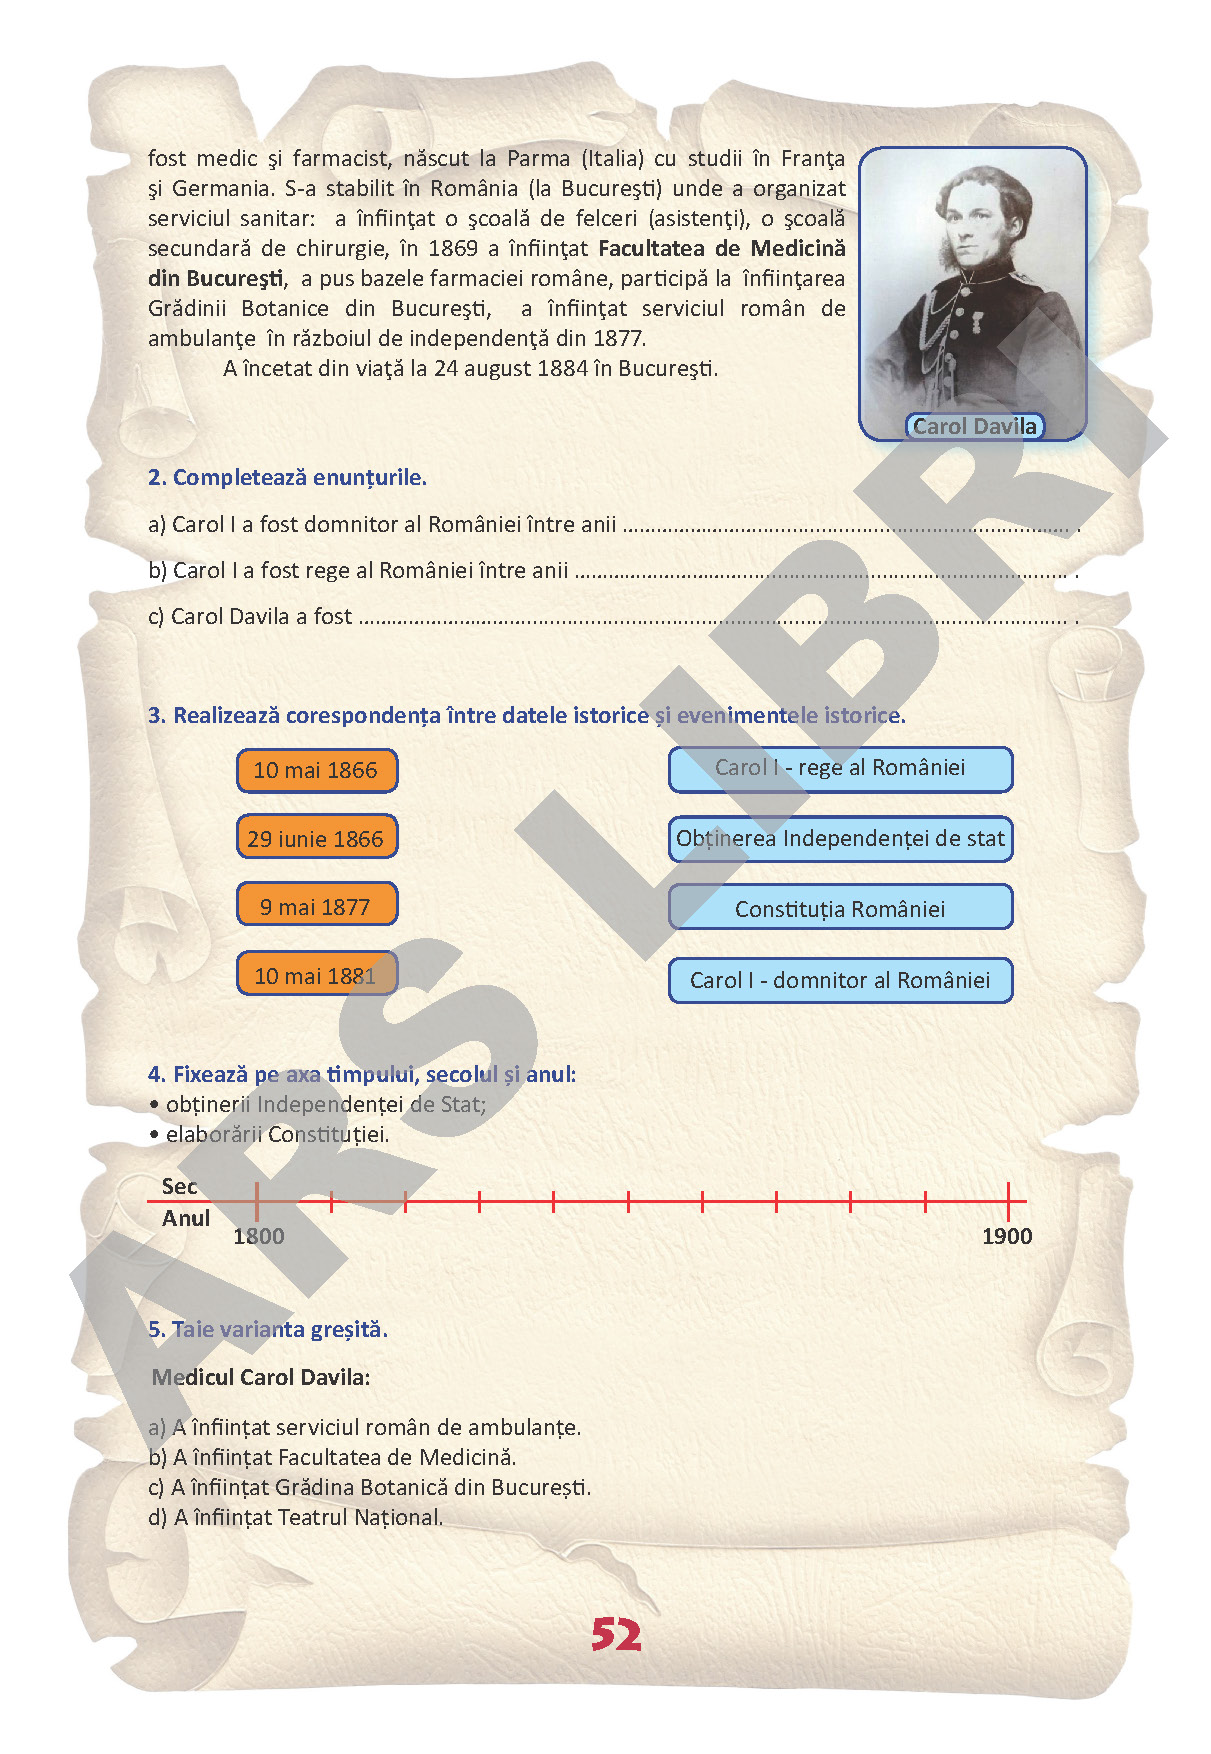 fost medic şi farmacist, născut la Parma (Italia) cu studii în Franţa
şi Germania. S-a stabilit în România (la Bucureşti) unde a organizat
serviciul sanitar: a înfiinţat o şcoală de felceri (asistenţi), o şcoală
secundară de chirurgie, în 1869 a înfiinţat Facultatea de Medicină
din Bucureşti, a pus bazele farmaciei române, participă la înfiinţarea
Grădinii Botanice din Bucureşti, a înfiinţat serviciul român de
ambulanţe în războiul de independenţă din 1877.
A încetat din viaţă la 24 august 1884 în Bucureşti.
Carol Davila
2. Completează enunțurile.
a) Carol I a fost domnitor al României între anii ................................................................................ .
b) Carol I a fost rege al României între anii ........................................................................................ .
c) Carol Davila a fost .............................................................................................................................. .
3. Realizează corespondența între datele istorice și evenimentele istorice.
10 mai 1866
Carol I - rege al României
29 iunie 1866
Obținerea Independenței de stat
9 mai 1877
Constituția României
10 mai 1881
Carol I - domnitor al României
4. Fixează pe axa timpului, secolul și anul:
• obținerii Independenței de Stat;
• elaborării Constituției.
Sec
Anul
1800
1900
5. Taie varianta greșită.
Medicul Carol Davila:
a) A înființat serviciul român de ambulanțe.
b) A înființat Facultatea de Medicină.
c) A înființat Grădina Botanică din București.
d) A înființat Teatrul Național.
52
ARS LIBRI